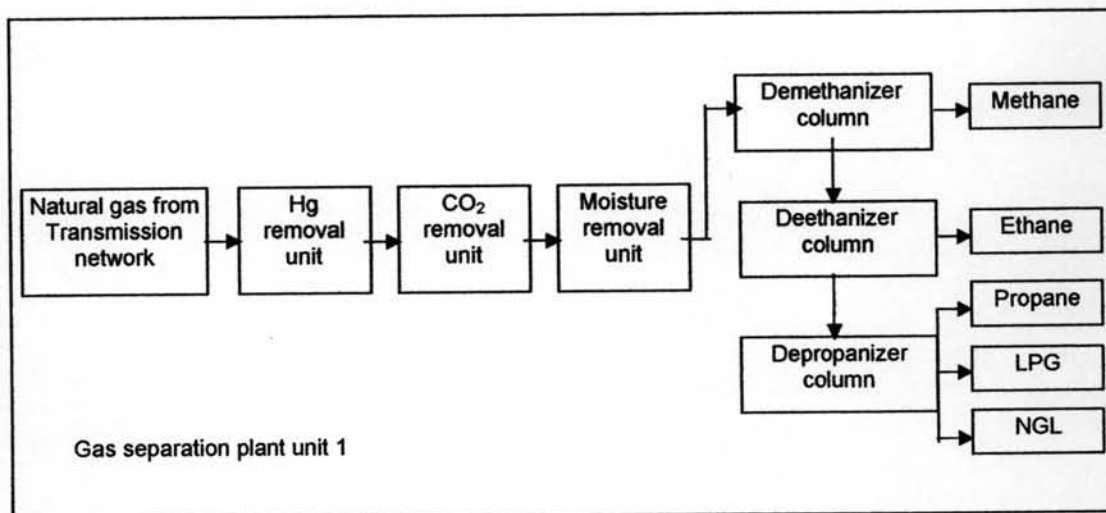 Natural gas from
Transmission
network
Hg
removal
unit
CO₂
removal
unit
Moisture
removal
unit
Demethanizer
column
Methane
Deethanizer
column
Ethane
Depropanizer
column
Propane
LPG
NGL
Gas separation plant unit 1